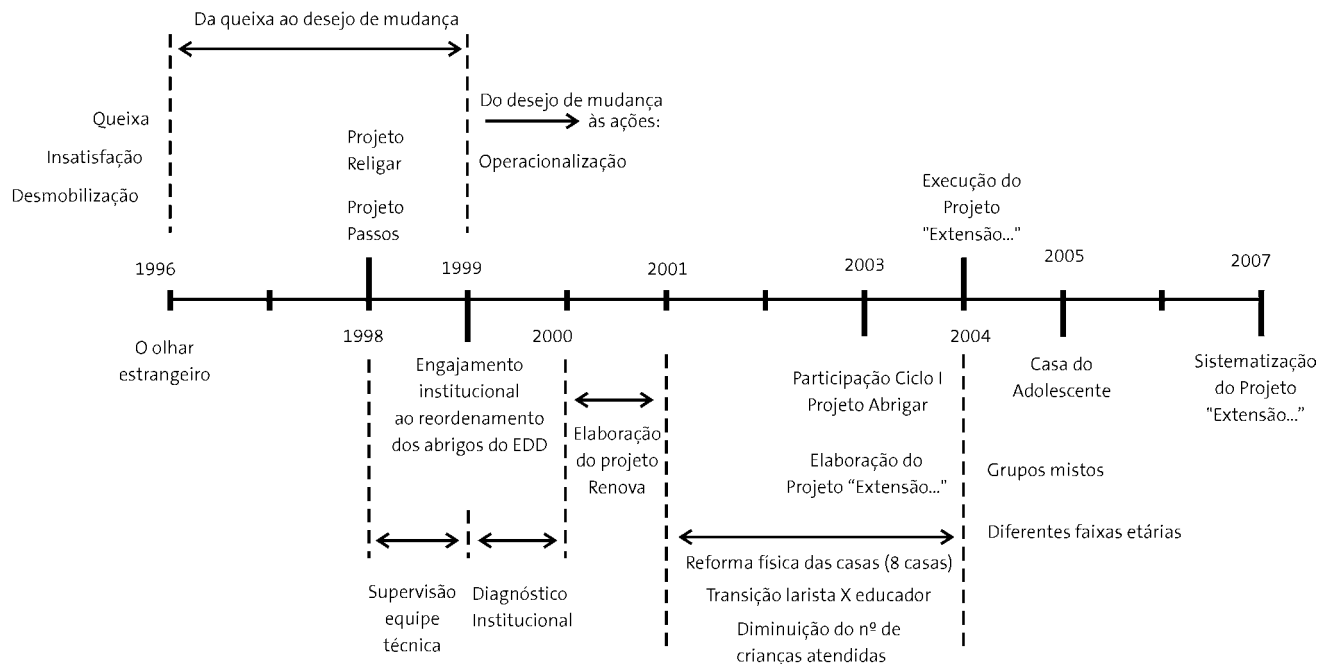 Da queixa ao desejo de mudança
Queixa
Insatisfação
Desmobilização
Projeto
Religar
Projeto
Passos
Do desejo de mudança
às ações:
Operacionalização
Execução do
Projeto
"Extensão..."
1996
1999
2001
2003
2005
2007
1998
2000
2004
O olhar
estrangeiro
Engajamento
institucional
ao reordenamento
dos abrigos do EDD
Elaboração
do projeto
Renova
Participação Ciclo I
Projeto Abrigar
Elaboração do
Projeto “Extensão...”
Casa do
Adolescente
Sistematização
do Projeto
“Extensão...”
Grupos mistos
Diferentes faixas etárias
Supervisão
equipe
técnica
Diagnóstico
Institucional
Reforma física das casas (8 casas)
Transição larista X educador
Diminuição do nº de
crianças atendidas